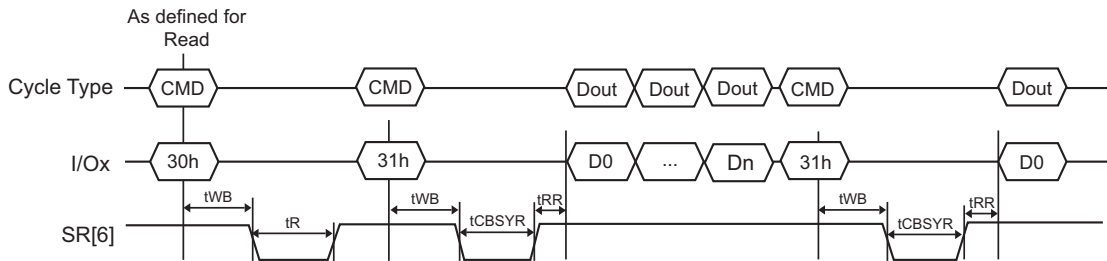 As defined for
Read
Cycle Type CMD CMD Dout Dout Dout CMD Dout
I/Ox 30h 31h D0 ... Dn 31h D0
tWB tWB tRR tWB tRR
tR tCBSYR tCBSYR
SR[6]